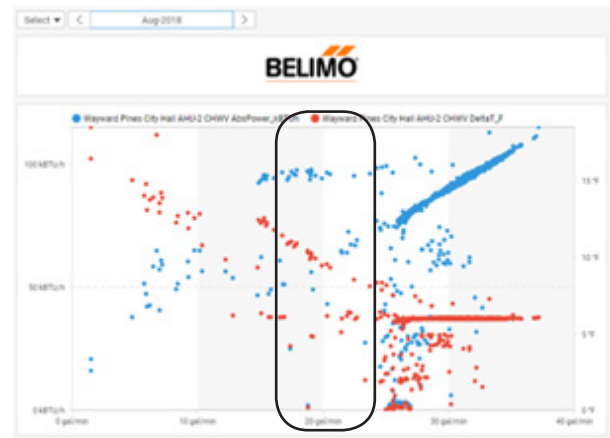 Select ▾ < Aug-2018 >
BELIMO
Wayward Pines City Hall AHU-2 CHWV AbsPower_kBTU/h Wayward Pines City Hall AHU-2 CHWV DeltaT_F
100 kBTU/h
15 °F
10 °F
50 kBTU/h
5 °F
0 kBTU/h
0 °F
0 gal/min 10 gal/min 20 gal/min 30 gal/min 40 gal/min